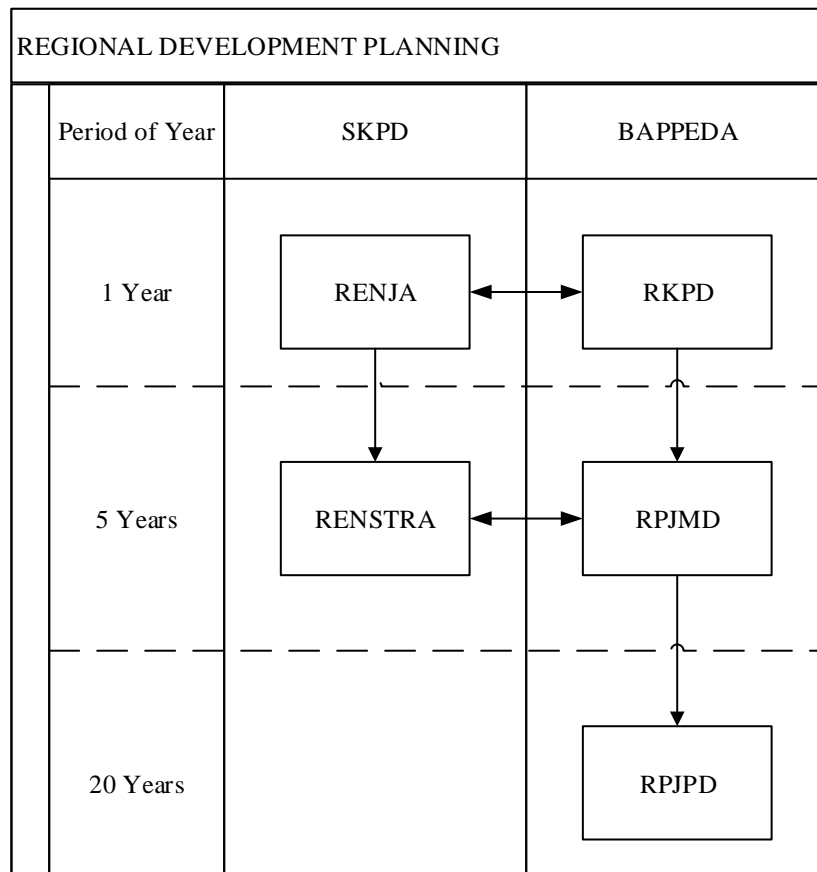 REGIONAL DEVELOPMENT PLANNING
Period of Year
SKPD
BAPPEDA
1 Year
RENJA
RKPD
5 Years
RENSTRA
RPJMD
20 Years
RPJPD